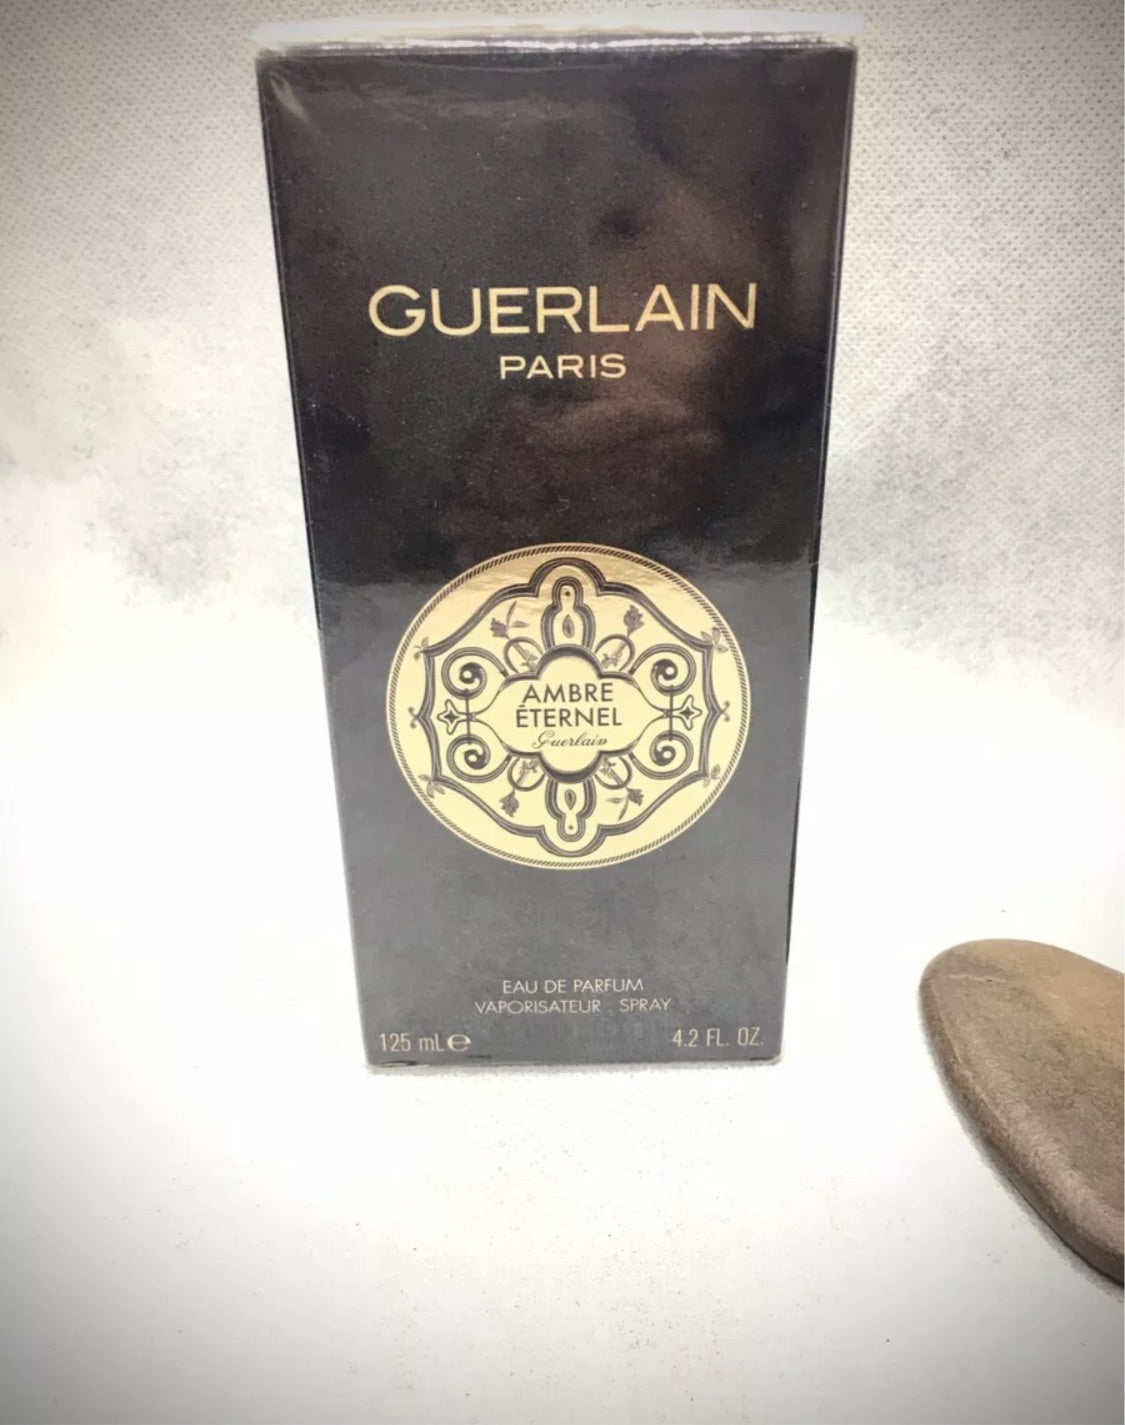 GUERLAIN
PARIS
AMBRE
ÉTERNEL
Guerlain
EAU DE PARFUM
VAPORISATEUR . SPRAY
125 mL ℮ 4.2 FL. OZ.